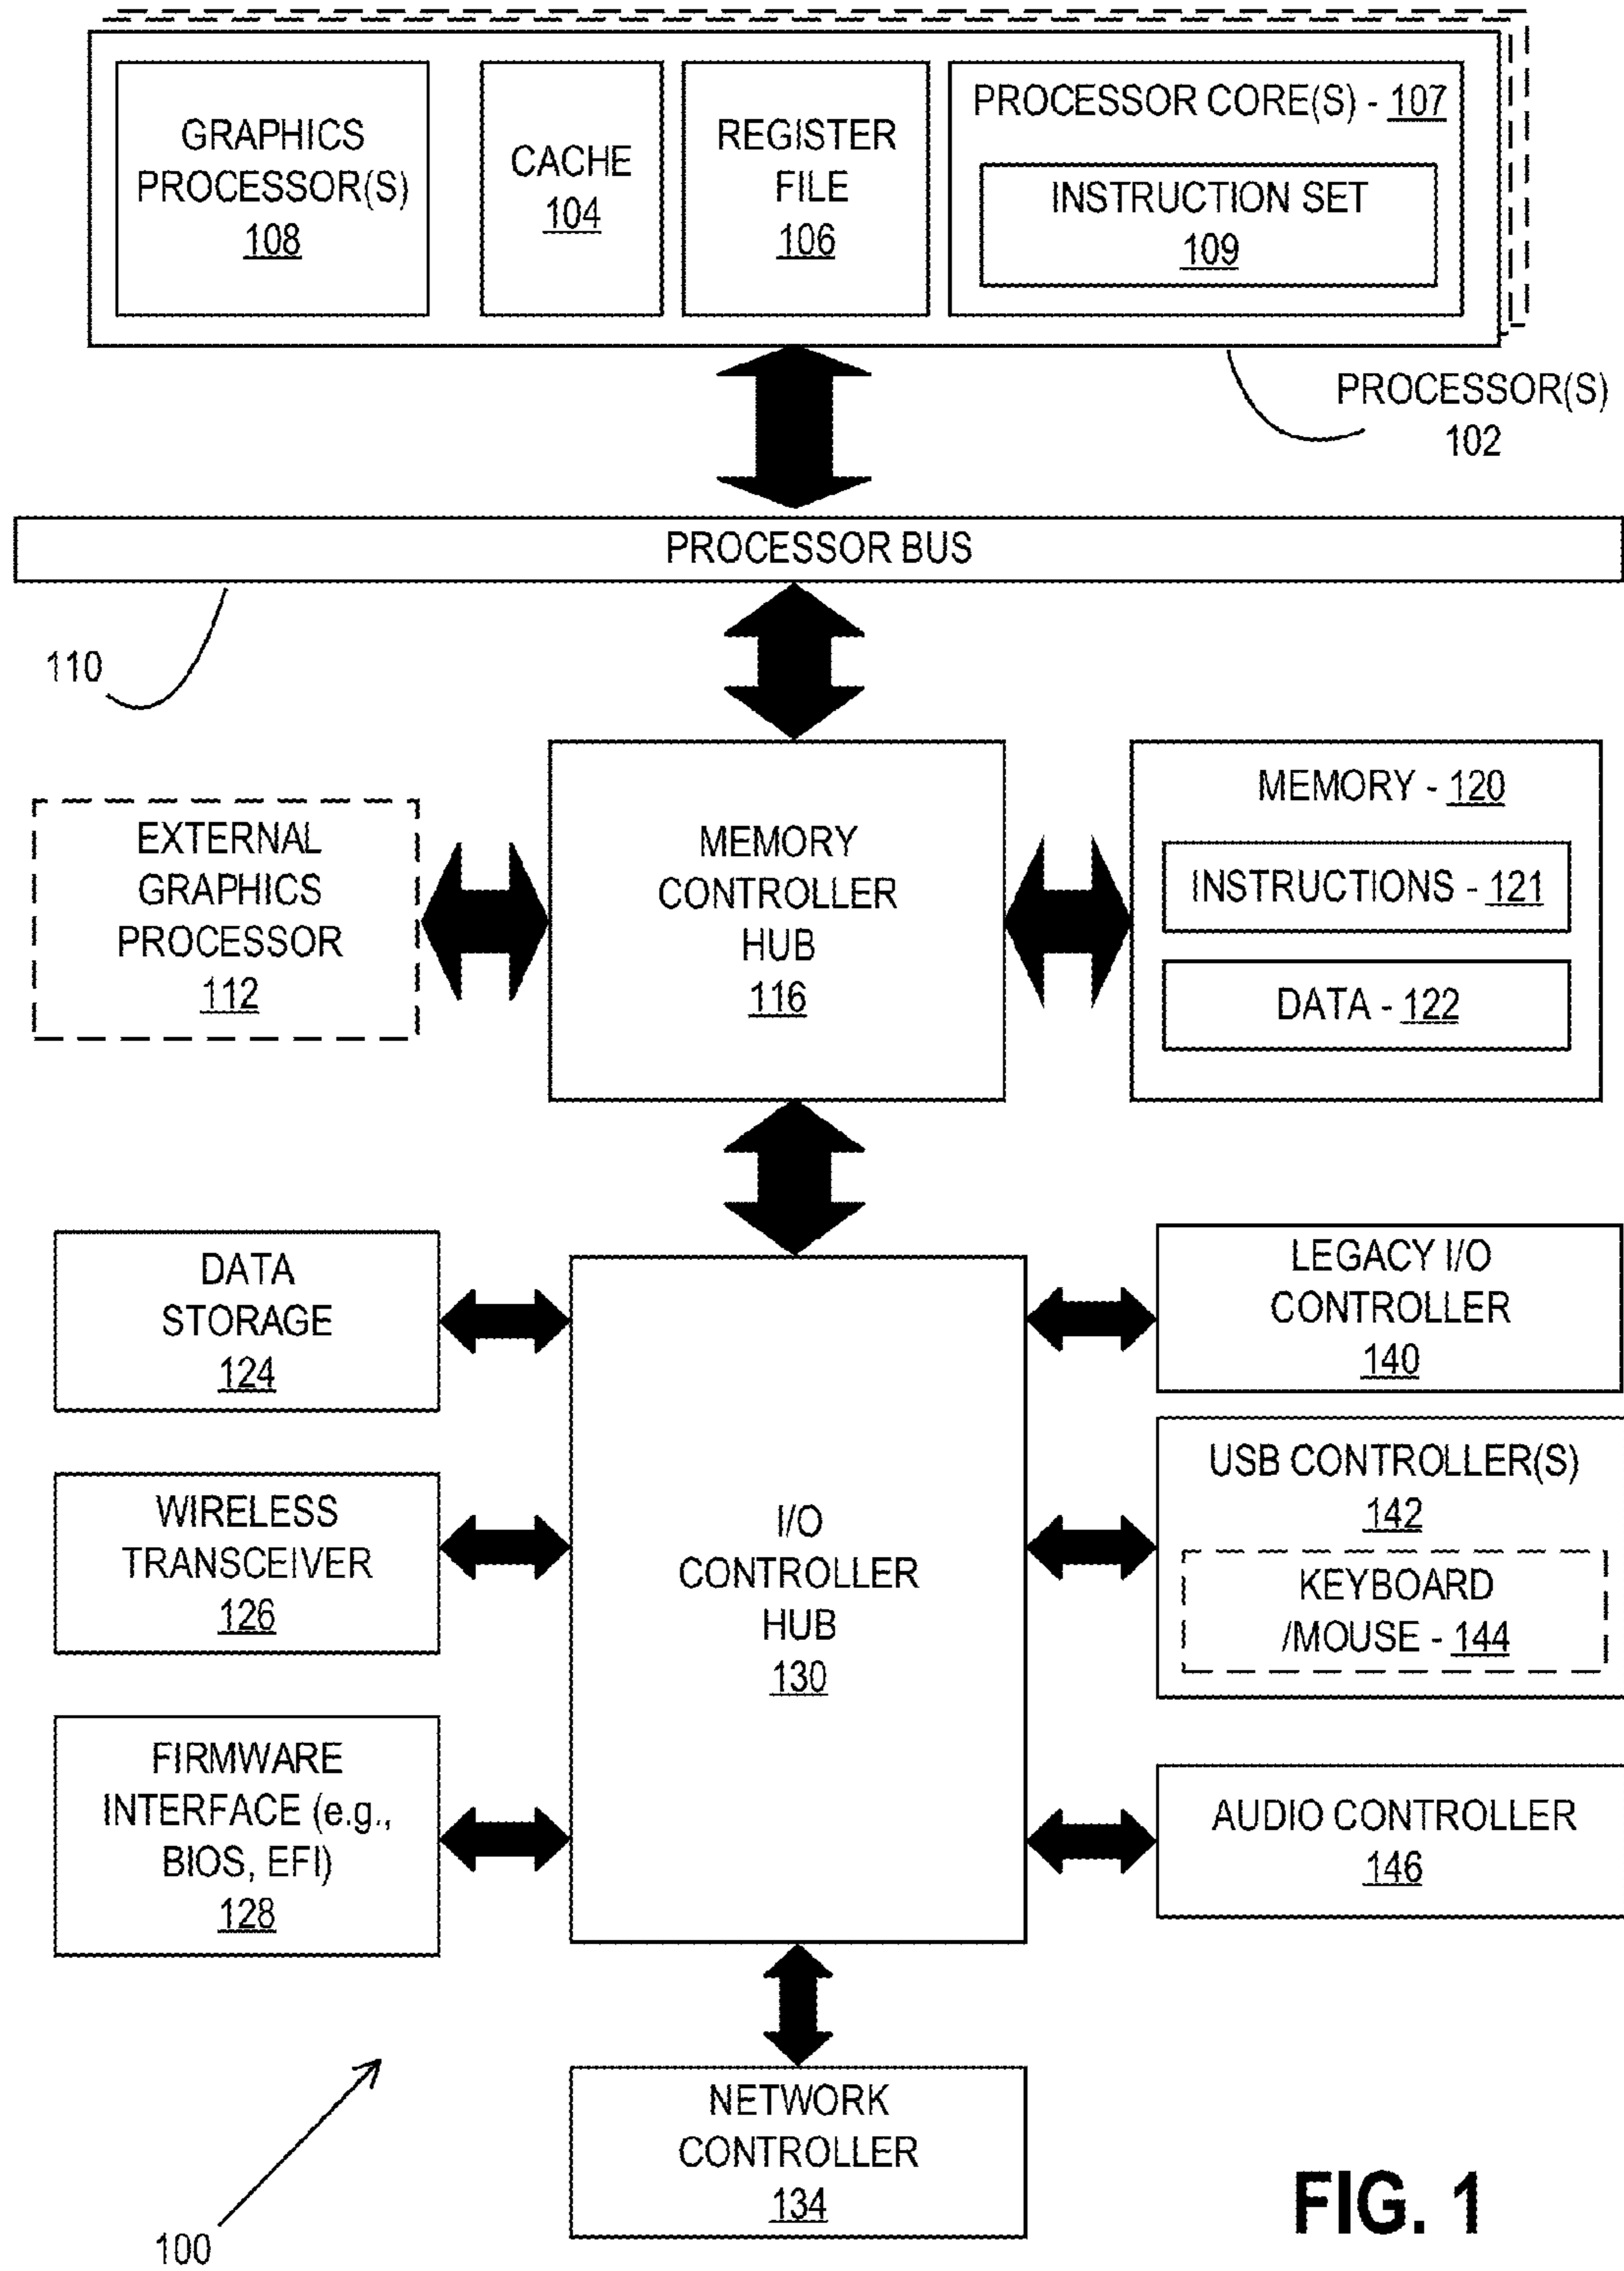 GRAPHICS
PROCESSOR(S)
108
CACHE
104
REGISTER
FILE
106
PROCESSOR CORE(S) - 107
INSTRUCTION SET
109
PROCESSOR(S)
102
PROCESSOR BUS
110
EXTERNAL
GRAPHICS
PROCESSOR
112
MEMORY
CONTROLLER
HUB
116
MEMORY - 120
INSTRUCTIONS - 121
DATA - 122
DATA
STORAGE
124
WIRELESS
TRANSCEIVER
126
FIRMWARE
INTERFACE (e.g.,
BIOS, EFI)
128
I/O
CONTROLLER
HUB
130
LEGACY I/O
CONTROLLER
140
USB CONTROLLER(S)
142
KEYBOARD
/MOUSE - 144
AUDIO CONTROLLER
146
NETWORK
CONTROLLER
134
100
FIG. 1